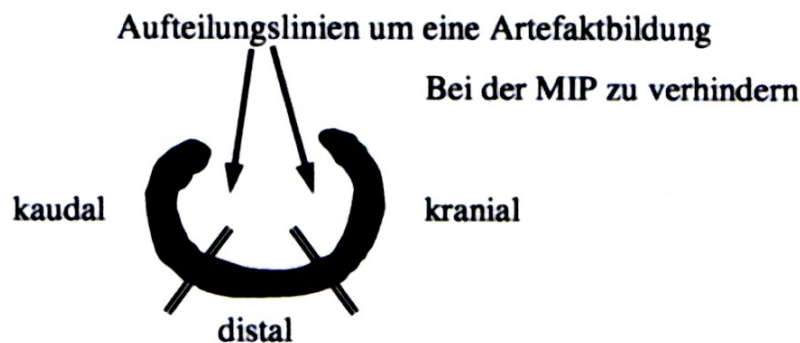 Aufteilungslinien um eine Artefaktbildung
Bei der MIP zu verhindern
kaudal
kranial
distal